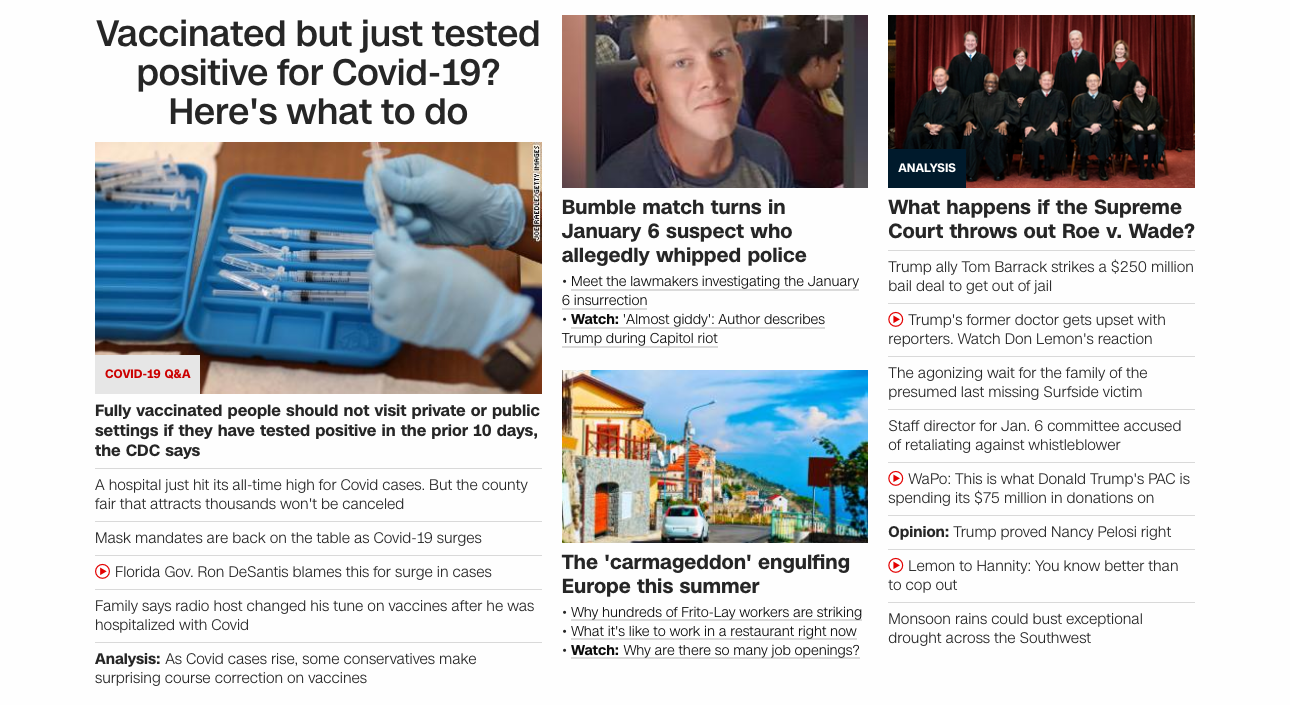 Vaccinated but just tested
positive for Covid-19?
Here's what to do
JOE RAEDLE/GETTY IMAGES
COVID-19 Q&A
Fully vaccinated people should not visit private or public
settings if they have tested positive in the prior 10 days,
the CDC says
A hospital just hit its all-time high for Covid cases. But the county
fair that attracts thousands won't be canceled
Mask mandates are back on the table as Covid-19 surges
Florida Gov. Ron DeSantis blames this for surge in cases
Family says radio host changed his tune on vaccines after he was
hospitalized with Covid
Analysis: As Covid cases rise, some conservatives make
surprising course correction on vaccines
Bumble match turns in
January 6 suspect who
allegedly whipped police
• Meet the lawmakers investigating the January
6 insurrection
• Watch: 'Almost giddy': Author describes
Trump during Capitol riot
The 'carmageddon' engulfing
Europe this summer
• Why hundreds of Frito-Lay workers are striking
• What it's like to work in a restaurant right now
• Watch: Why are there so many job openings?
ANALYSIS
What happens if the Supreme
Court throws out Roe v. Wade?
Trump ally Tom Barrack strikes a $250 million
bail deal to get out of jail
Trump's former doctor gets upset with
reporters. Watch Don Lemon's reaction
The agonizing wait for the family of the
presumed last missing Surfside victim
Staff director for Jan. 6 committee accused
of retaliating against whistleblower
WaPo: This is what Donald Trump's PAC is
spending its $75 million in donations on
Opinion: Trump proved Nancy Pelosi right
Lemon to Hannity: You know better than
to cop out
Monsoon rains could bust exceptional
drought across the Southwest